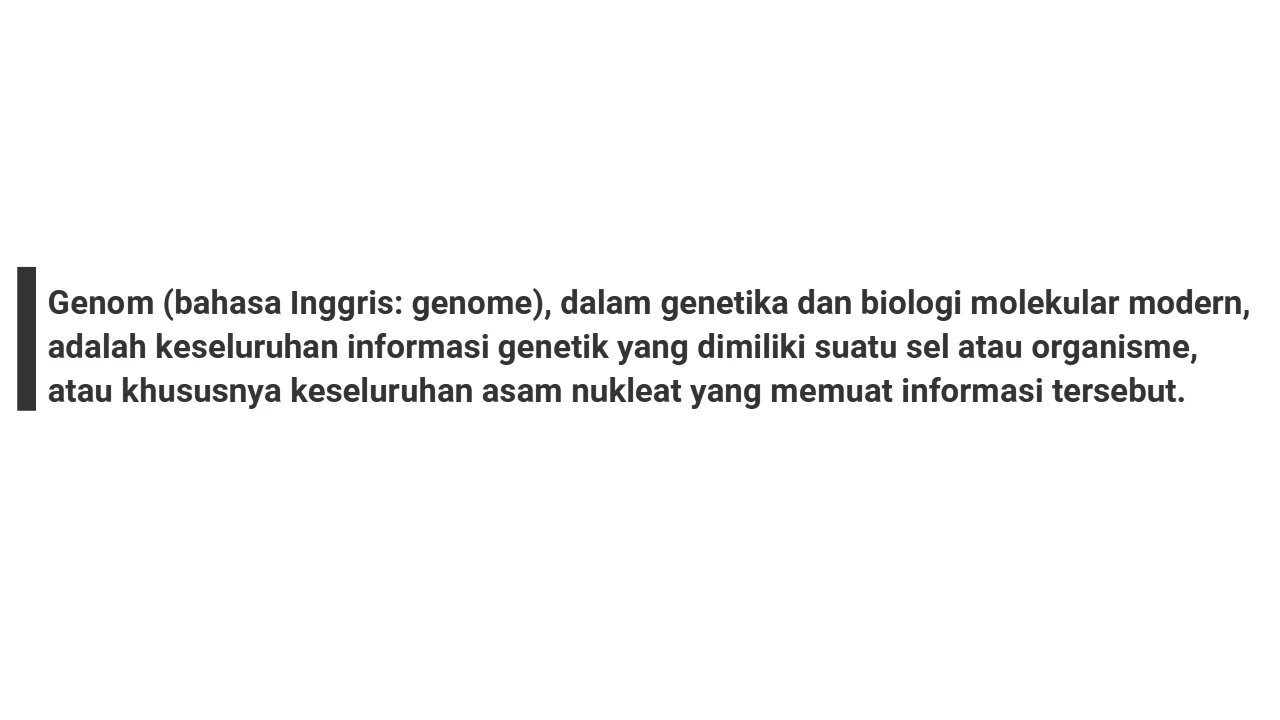 Genom (bahasa Inggris: genome), dalam genetika dan biologi molekular modern,
adalah keseluruhan informasi genetik yang dimiliki suatu sel atau organisme,
atau khususnya keseluruhan asam nukleat yang memuat informasi tersebut.